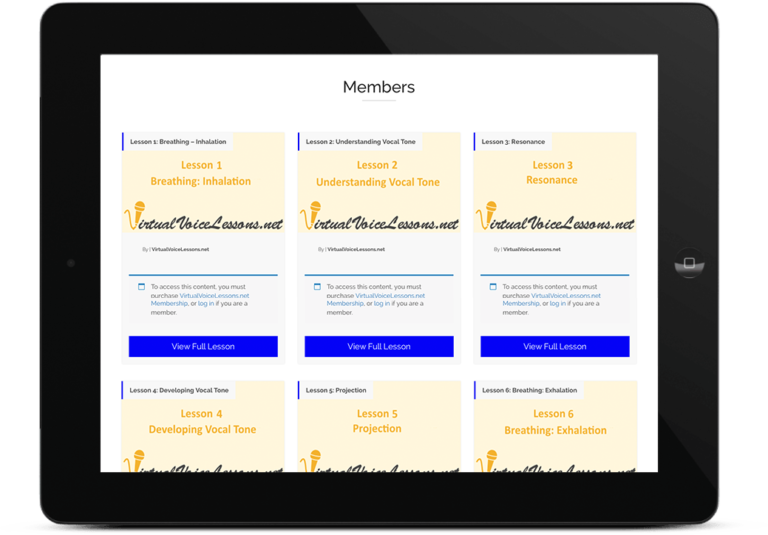 Members
Lesson 1: Breathing – Inhalation
Lesson 1
Breathing: Inhalation
VirtualVoiceLessons.net
By | VirtualVoiceLessons.net
To access this content, you must
purchase VirtualVoiceLessons.net
Membership, or log in if you are a
member.
View Full Lesson
Lesson 2: Understanding Vocal Tone
Lesson 2
Understanding Vocal Tone
VirtualVoiceLessons.net
By | VirtualVoiceLessons.net
To access this content, you must
purchase VirtualVoiceLessons.net
Membership, or log in if you are a
member.
View Full Lesson
Lesson 3: Resonance
Lesson 3
Resonance
VirtualVoiceLessons.net
By | VirtualVoiceLessons.net
To access this content, you must
purchase VirtualVoiceLessons.net
Membership, or log in if you are a
member.
View Full Lesson
Lesson 4: Developing Vocal Tone
Lesson 4
Developing Vocal Tone
VirtualVoiceLessons.net
Lesson 5: Projection
Lesson 5
Projection
VirtualVoiceLessons.net
Lesson 6: Breathing: Exhalation
Lesson 6
Breathing: Exhalation
VirtualVoiceLessons.net